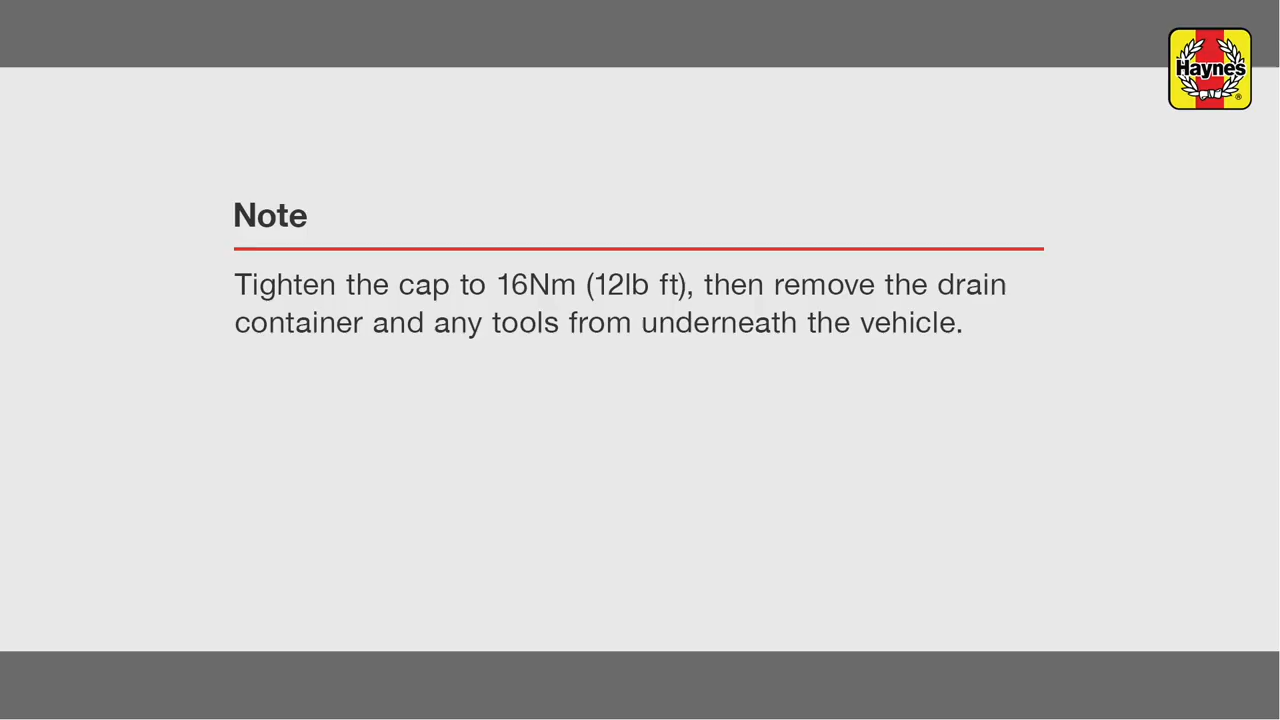 Haynes
®
Note
Tighten the cap to 16Nm (12lb ft), then remove the drain
container and any tools from underneath the vehicle.